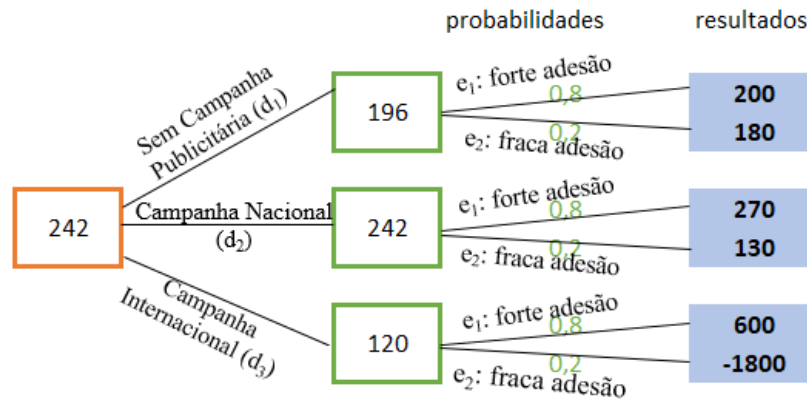 probabilidades
resultados
Sem Campanha
Publicitária (d₁)
196
e₁: forte adesão
0,8
200
e₂: fraca adesão
0,2
180
242
Campanha Nacional
(d₂)
242
e₁: forte adesão
0,8
270
e₂: fraca adesão
0,2
130
Campanha
Internacional (d₃)
120
e₁: forte adesão
0,8
600
e₂: fraca adesão
0,2
-1800